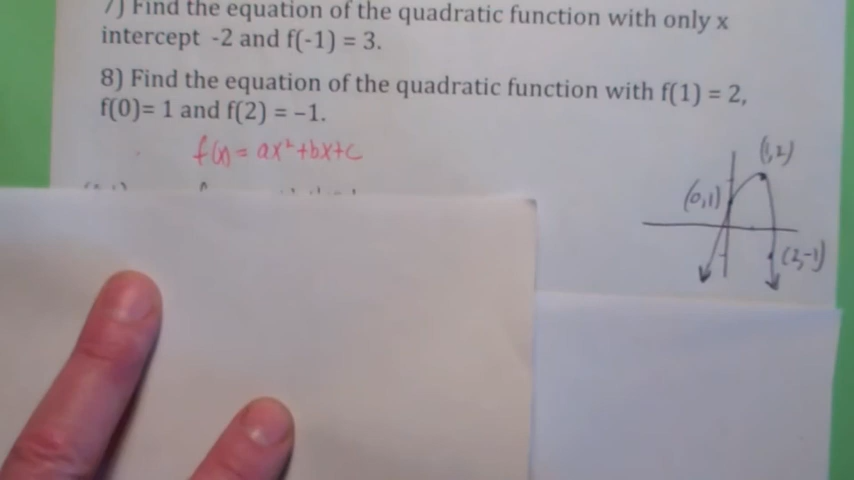 7) Find the equation of the quadratic function with only x
intercept -2 and f(-1) = 3.
8) Find the equation of the quadratic function with f(1) = 2,
f(0)= 1 and f(2) = −1.
f(x) = ax²+bx+c
(1,2)
(0,1)
(2,-1)